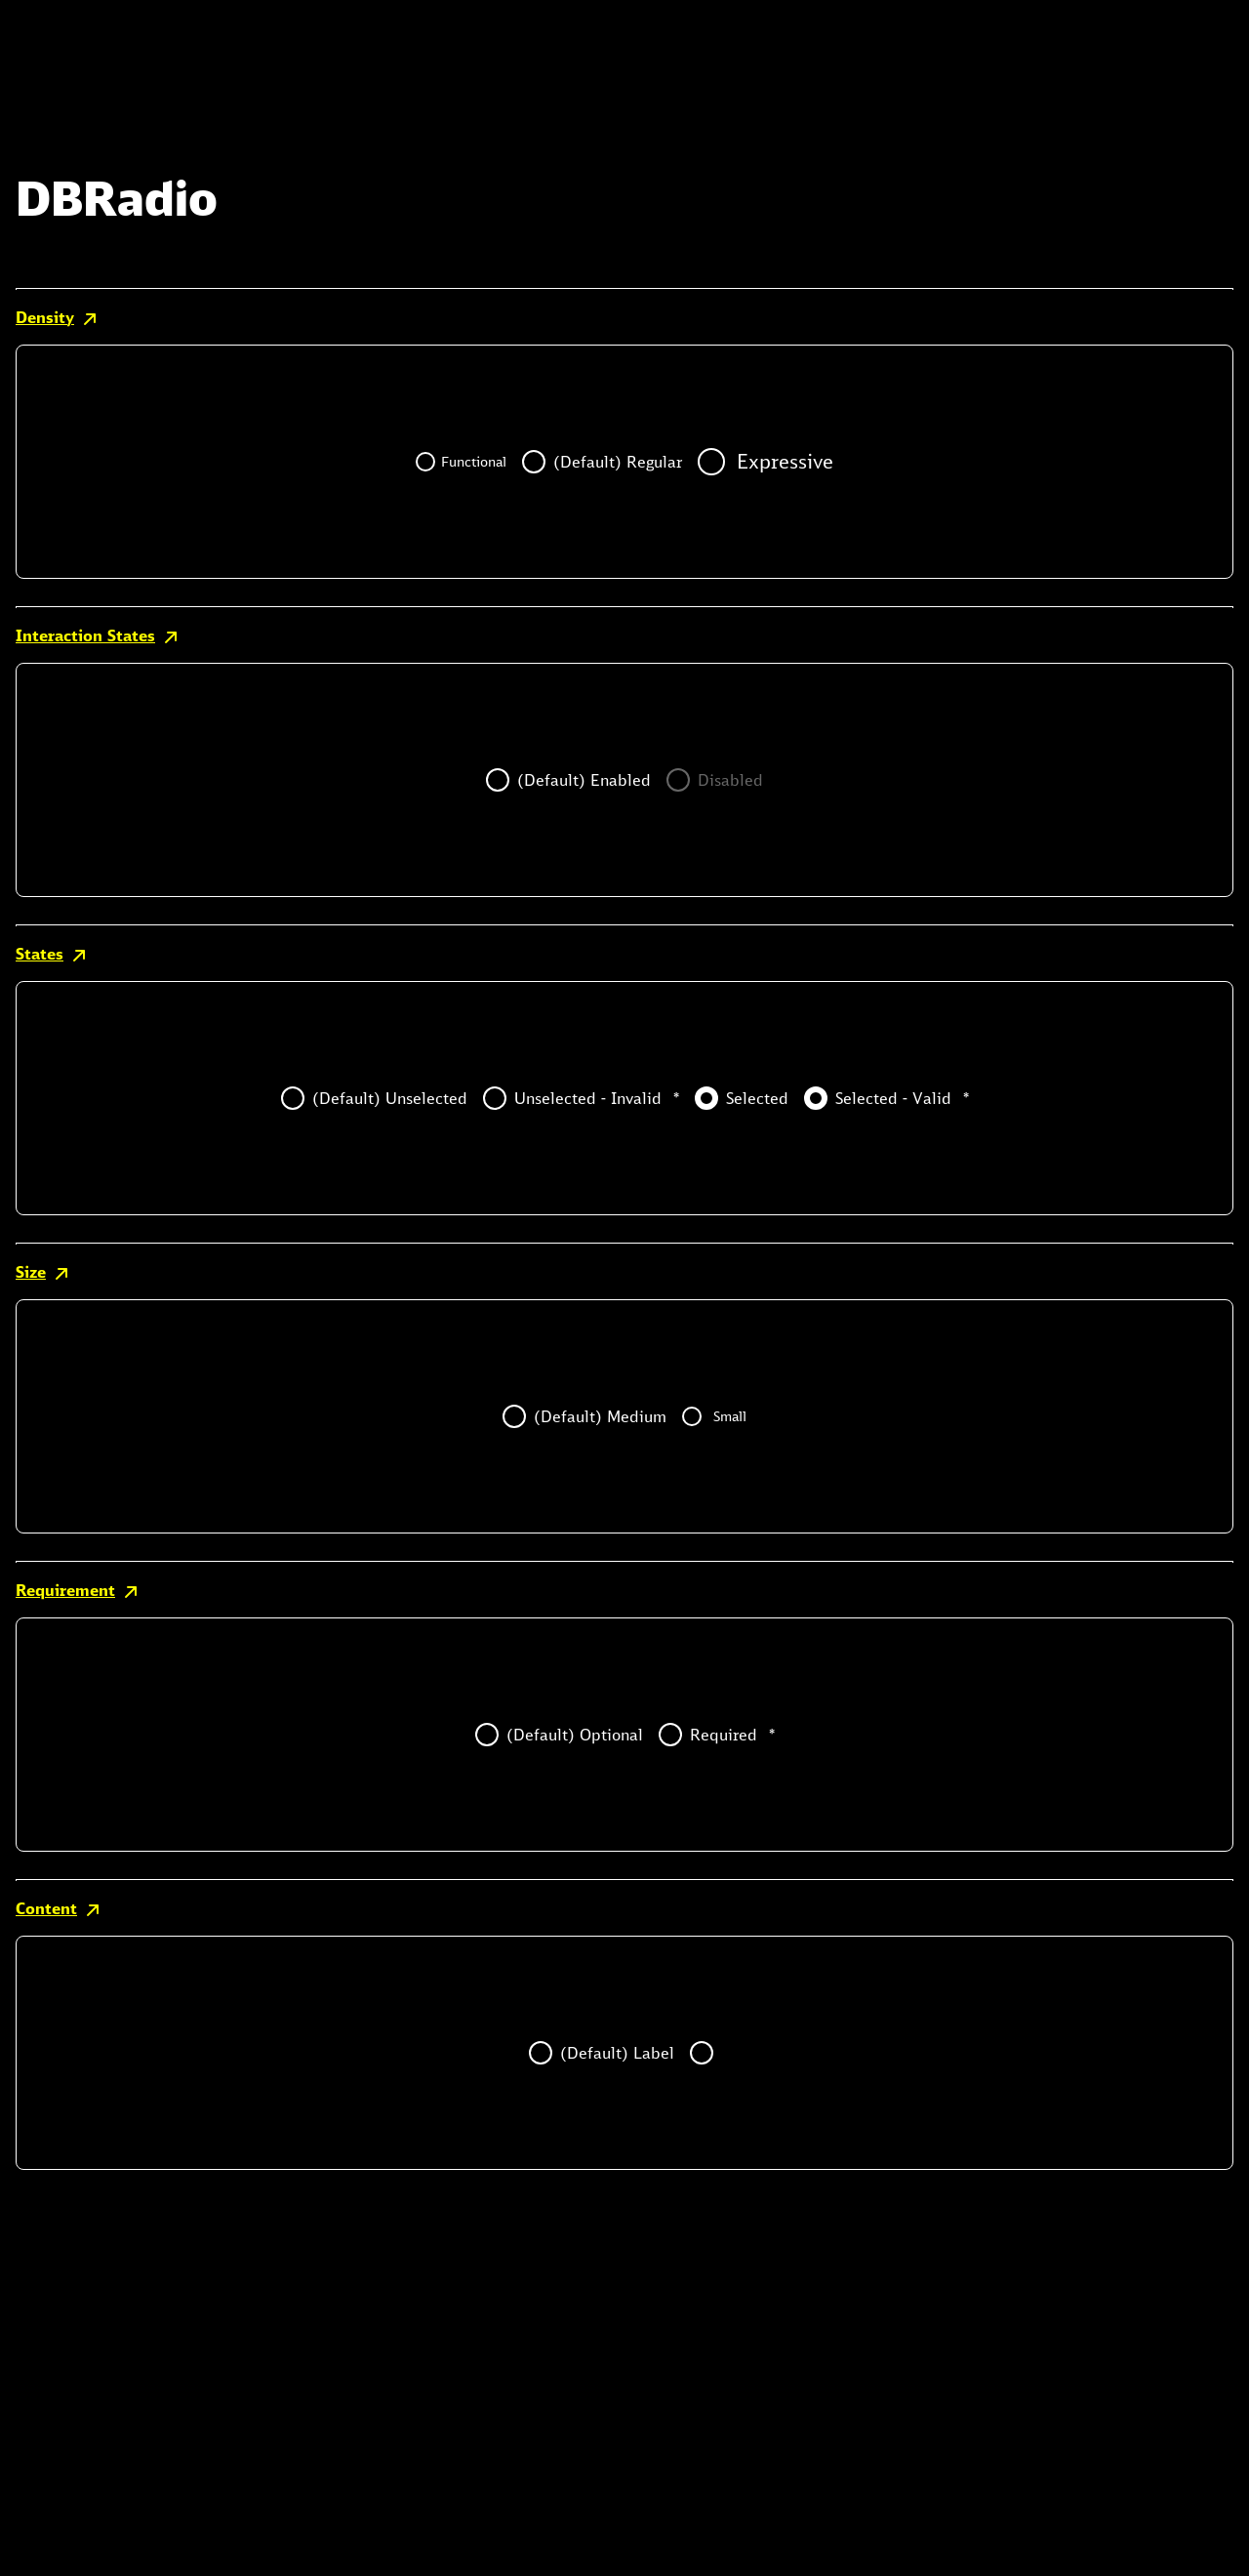 DBRadio
Density
Functional (Default) Regular Expressive
Interaction States
(Default) Enabled Disabled
States
(Default) Unselected Unselected - Invalid * Selected Selected - Valid *
Size
(Default) Medium Small
Requirement
(Default) Optional Required *
Content
(Default) Label